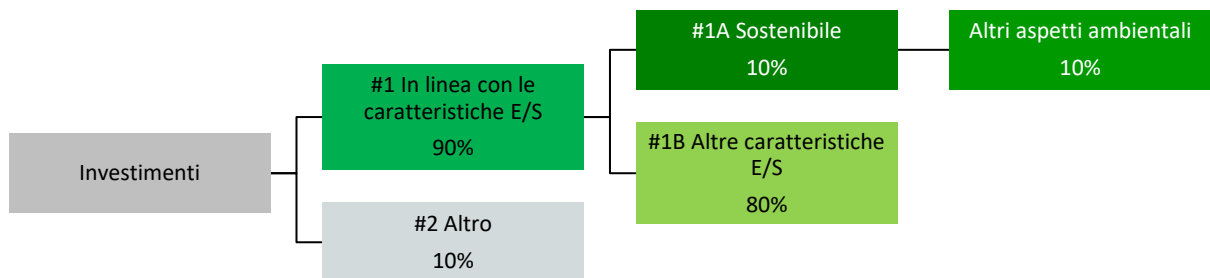 Investimenti
#1 In linea con le
caratteristiche E/S
90%
#2 Altro
10%
#1A Sostenibile
10%
#1B Altre caratteristiche
E/S
80%
Altri aspetti ambientali
10%